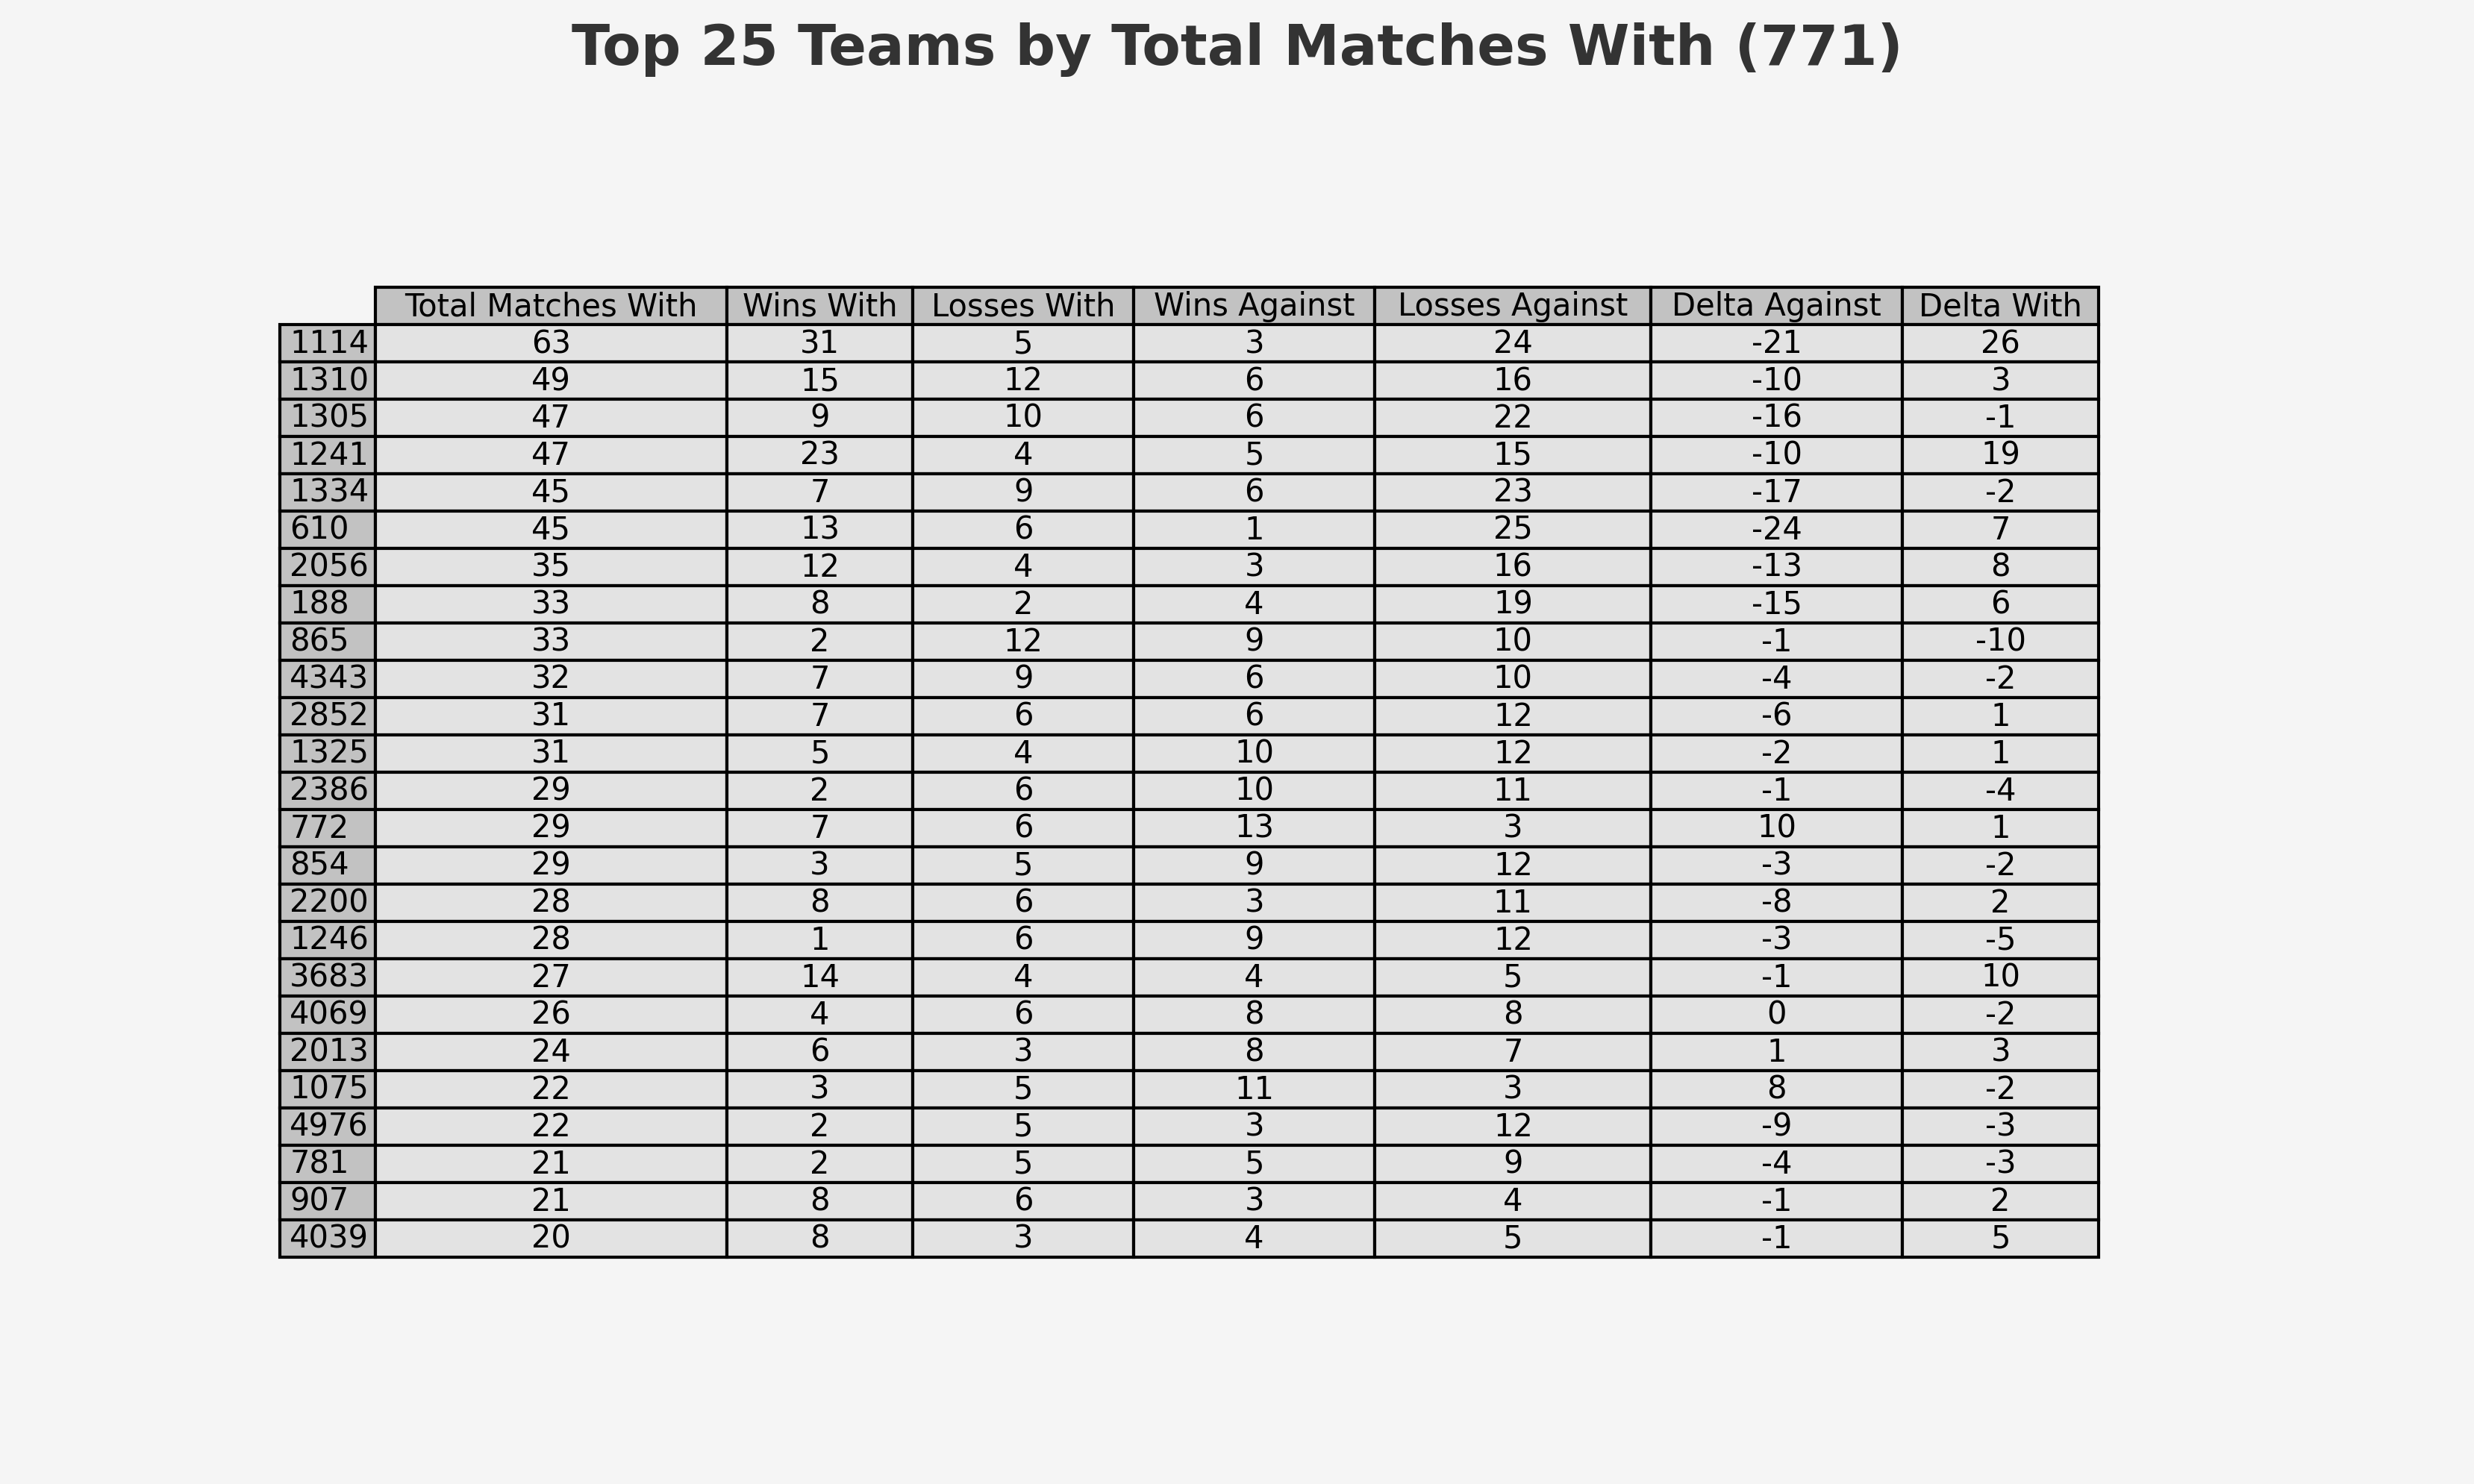 Top 25 Teams by Total Matches With (771)
Total Matches With Wins With Losses With Wins Against Losses Against Delta Against Delta With
1114 63 31 5 3 24 -21 26
1310 49 15 12 6 16 -10 3
1305 47 9 10 6 22 -16 -1
1241 47 23 4 5 15 -10 19
1334 45 7 9 6 23 -17 -2
610 45 13 6 1 25 -24 7
2056 35 12 4 3 16 -13 8
188 33 8 2 4 19 -15 6
865 33 2 12 9 10 -1 -10
4343 32 7 9 6 10 -4 -2
2852 31 7 6 6 12 -6 1
1325 31 5 4 10 12 -2 1
2386 29 2 6 10 11 -1 -4
772 29 7 6 13 3 10 1
854 29 3 5 9 12 -3 -2
2200 28 8 6 3 11 -8 2
1246 28 1 6 9 12 -3 -5
3683 27 14 4 4 5 -1 10
4069 26 4 6 8 8 0 -2
2013 24 6 3 8 7 1 3
1075 22 3 5 11 3 8 -2
4976 22 2 5 3 12 -9 -3
781 21 2 5 5 9 -4 -3
907 21 8 6 3 4 -1 2
4039 20 8 3 4 5 -1 5